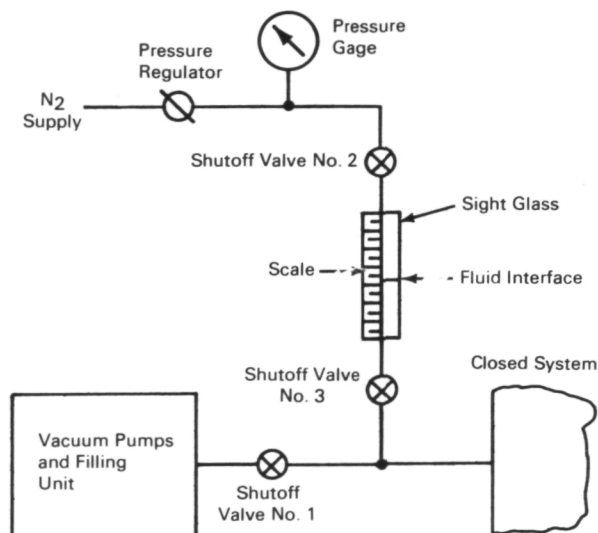 Pressure
Gage
Pressure
Regulator
N2
Supply
Shutoff Valve No. 2
Sight Glass
Scale
Fluid Interface
Shutoff Valve
No. 3
Closed System
Vacuum Pumps
and Filling
Unit
Shutoff
Valve No. 1